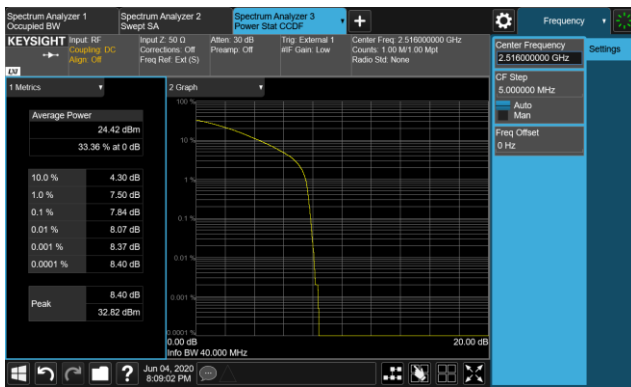 Spectrum Analyzer 1
Occupied BW
Spectrum Analyzer 2
Swept SA
Spectrum Analyzer 3
Power Stat CCDF
Frequency
KEYSIGHT
Input: RF
Coupling: DC
Align: Off
Input Z: 50 Ω
Corrections: Off
Freq Ref: Ext (S)
Atten: 30 dB
Preamp: Off
Trig: External 1
#IF Gain: Low
Center Freq: 2.516000000 GHz
Counts: 1.00 M/1.00 Mpt
Radio Std: None
LXI
Center Frequency
2.516000000 GHz
Settings
CF Step
5.000000 MHz
Auto
Man
Freq Offset
0 Hz
1 Metrics
2 Graph
Average Power
24.42 dBm
33.36 % at 0 dB
10.0 % 4.30 dB
1.0 % 7.50 dB
0.1 % 7.84 dB
0.01 % 8.07 dB
0.001 % 8.37 dB
0.0001 % 8.40 dB
Peak
8.40 dB
32.82 dBm
100 %
10 %
1 %
0.1 %
0.01 %
0.001 %
0.0001 %
0.00 dB
20.00 dB
Info BW 40.000 MHz
?
Jun 04, 2020
8:09:02 PM